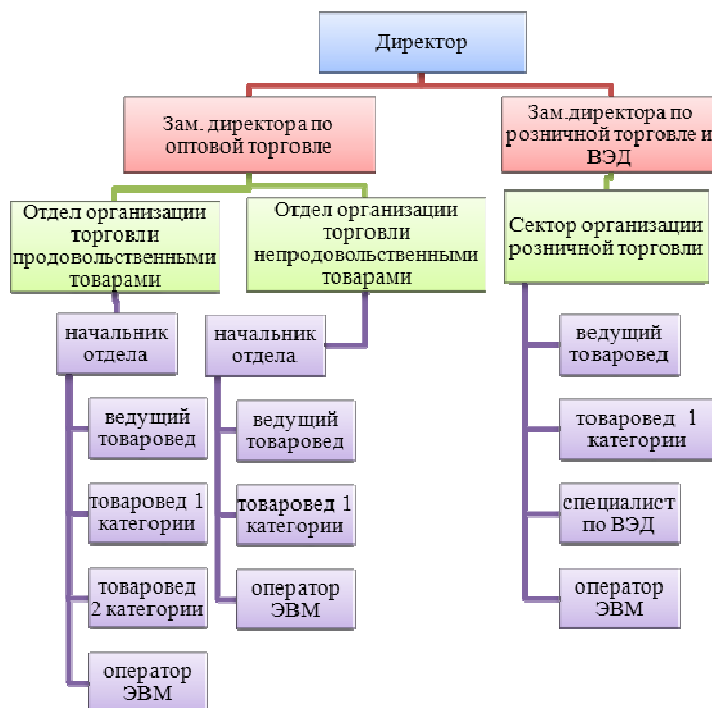 Директор
Зам. директора по
оптовой торговле
Зам.директора по
розничной торговле и
ВЭД
Отдел организации
торговли
продовольственными
товарами
Отдел организации
торговли
непродовольственными
товарами
Сектор организации
розничной торговли
начальник
отдела
ведущий
товаровед
товаровед 1
категории
товаровед
2 категории
оператор
ЭВМ
начальник
отдела
ведущий
товаровед
товаровед 1
категории
оператор
ЭВМ
ведущий
товаровед
товаровед 1
категории
специалист
по ВЭД
оператор
ЭВМ